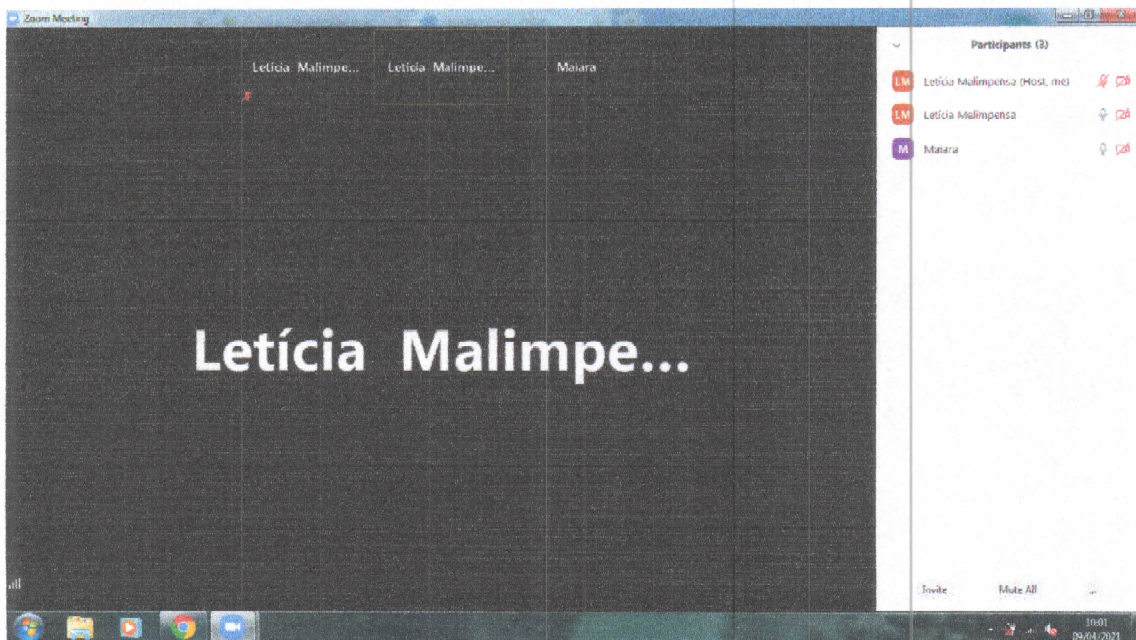 Zoom Meeting
Letícia Malimpe...
Letícia Malimpe...
Maiara
Letícia Malimpe...
Participants (3)
LM Letícia Malimpensa (Host, me)
LM Letícia Malimpensa
M Maiara
Invite
Mute All
10:01
09/04/2021